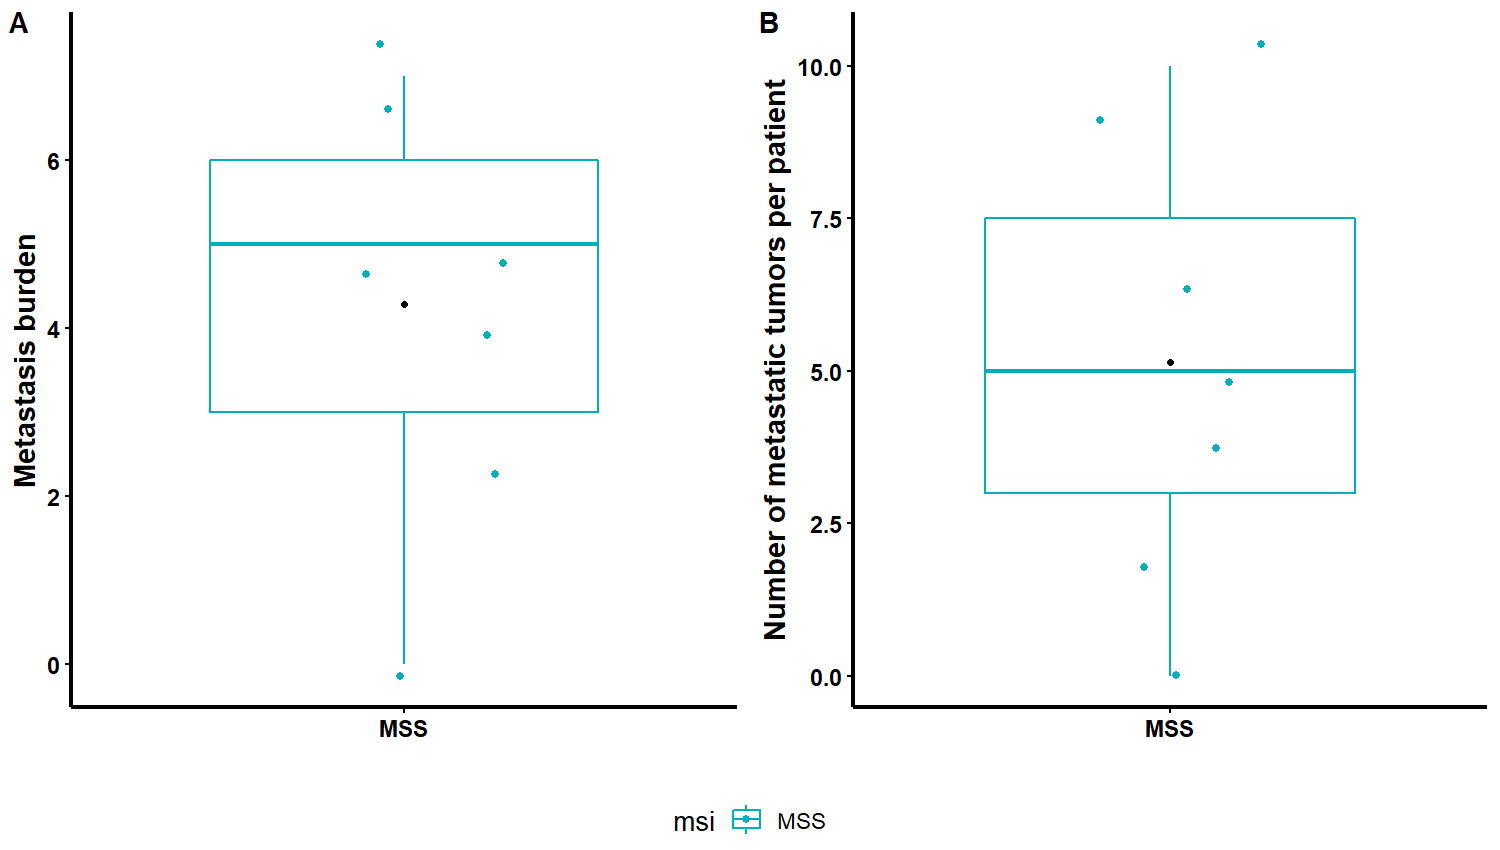 A
Metastasis burden
6
4
2
0
MSS
B
Number of metastatic tumors per patient
10.0
7.5
5.0
2.5
0.0
MSS
msi MSS